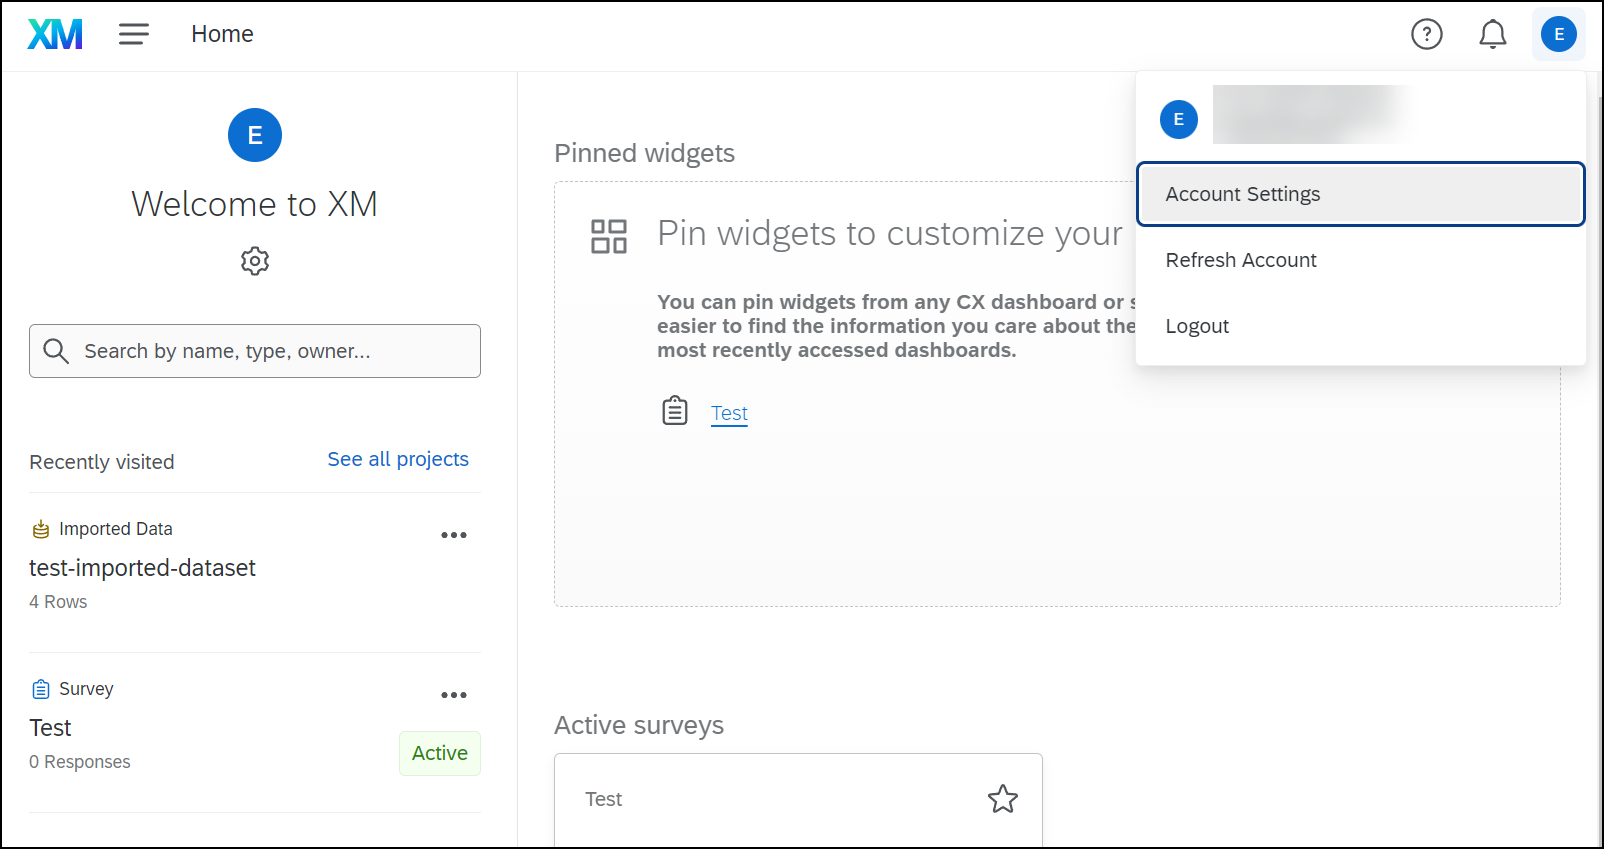 XM
Home
?
E
E
Account Settings
Refresh Account
Logout
E
Welcome to XM
Search by name, type, owner...
Recently visited
See all projects
Imported Data
test-imported-dataset
4 Rows
Survey
Test
0 Responses
Active
Pinned widgets
Pin widgets to customize your
You can pin widgets from any CX dashboard or
easier to find the information you care about the
most recently accessed dashboards.
Test
Active surveys
Test